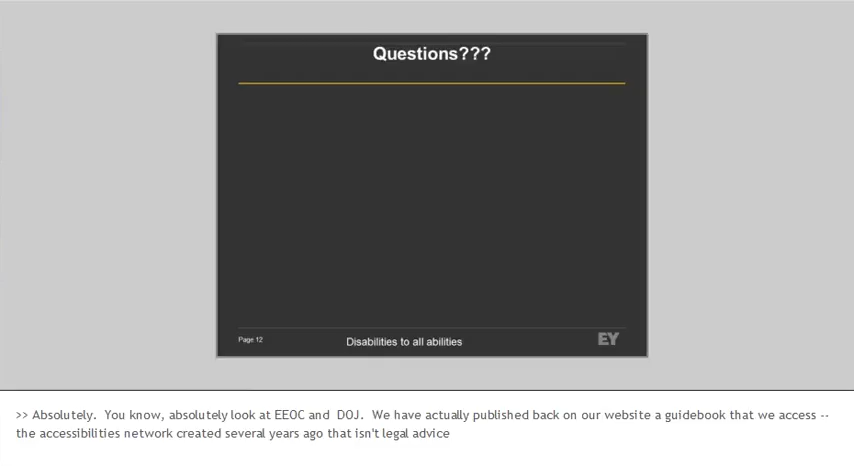 Questions???
Page 12
Disabilities to all abilities
EY
>> Absolutely.  You know, absolutely look at EEOC and  DOJ.  We have actually published back on our website a guidebook that we access --
the accessibilities network created several years ago that isn't legal advice